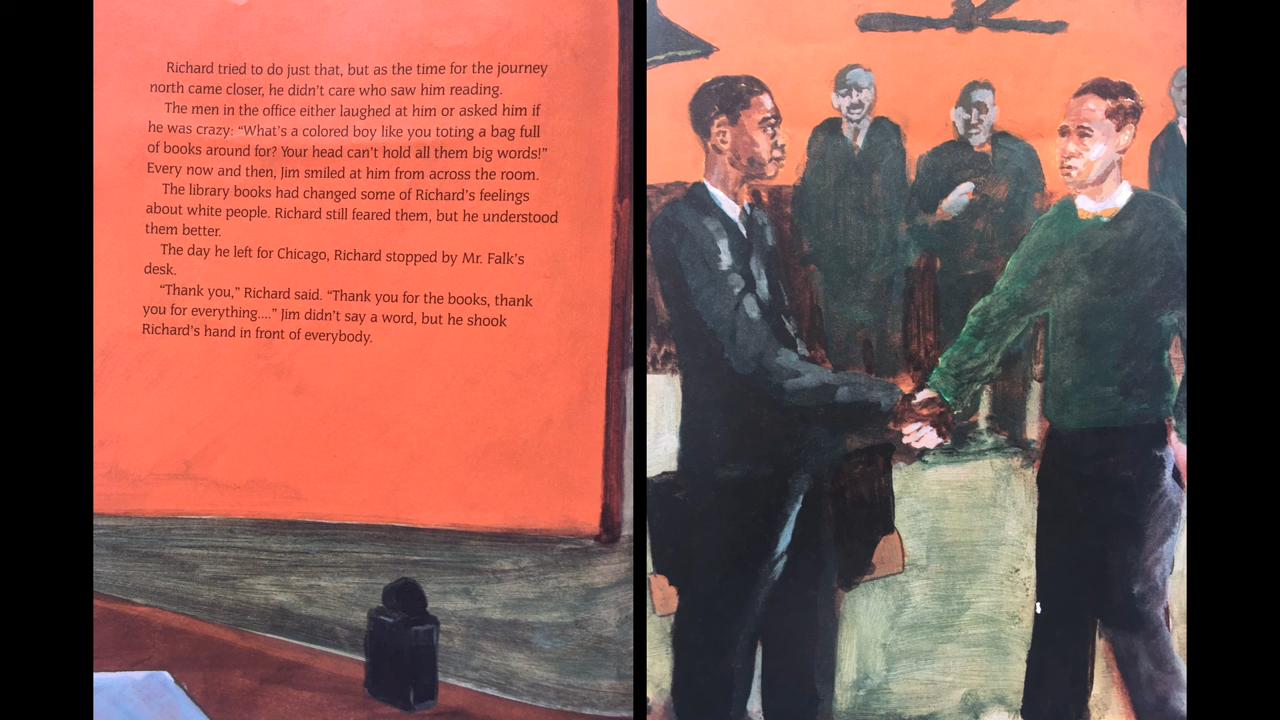 Richard tried to do just that, but as the time for the journey
north came closer, he didn't care who saw him reading.
The men in the office either laughed at him or asked him if
he was crazy: “What's a colored boy like you toting a bag full
of books around for? Your head can't hold all them big words!”
Every now and then, Jim smiled at him from across the room.
The library books had changed some of Richard's feelings
about white people. Richard still feared them, but he understood
them better.
The day he left for Chicago, Richard stopped by Mr. Falk's
desk.
“Thank you,” Richard said. “Thank you for the books, thank
you for everything....” Jim didn't say a word, but he shook
Richard's hand in front of everybody.